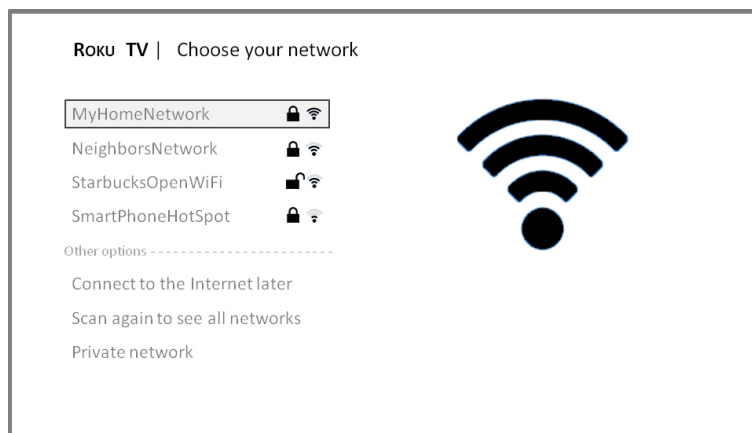 Roku TV | Choose your network
MyHomeNetwork
NeighborsNetwork
StarbucksOpenWiFi
SmartPhoneHotSpot
Other options ------------------------
Connect to the Internet later
Scan again to see all networks
Private network